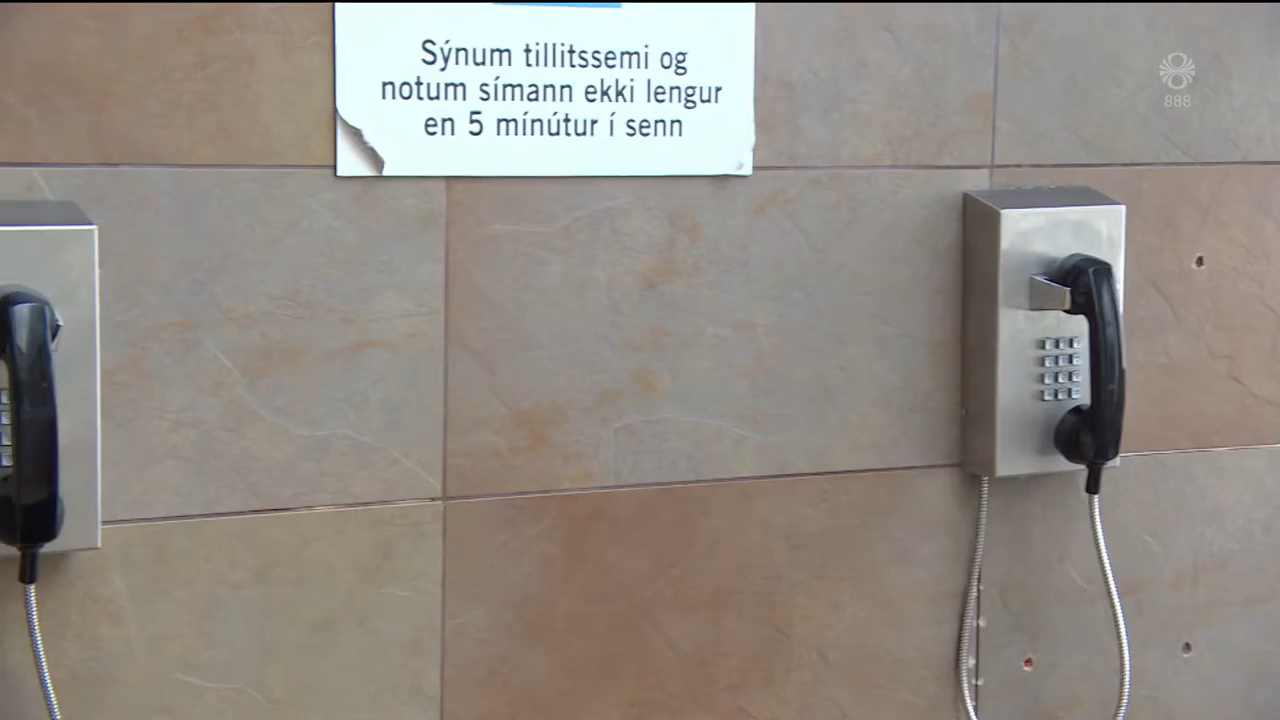 Sýnum tillitssemi og
notum símann ekki lengur
en 5 mínútur í senn
888